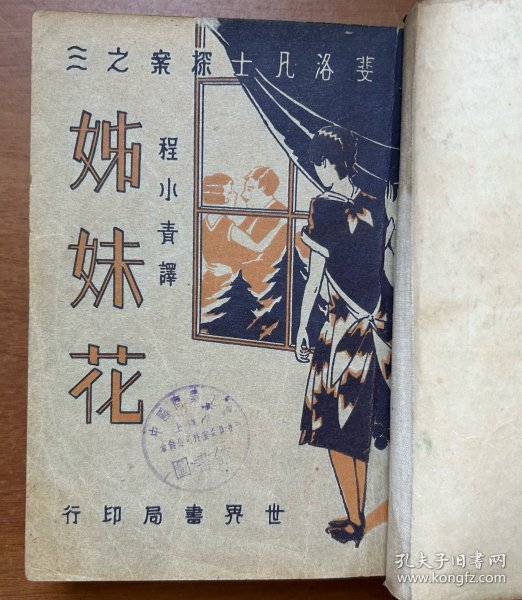 斐洛凡士探案之三
姊妹花
程小青譯
世界書局印行
孔夫子旧书网
www.kongfz.com